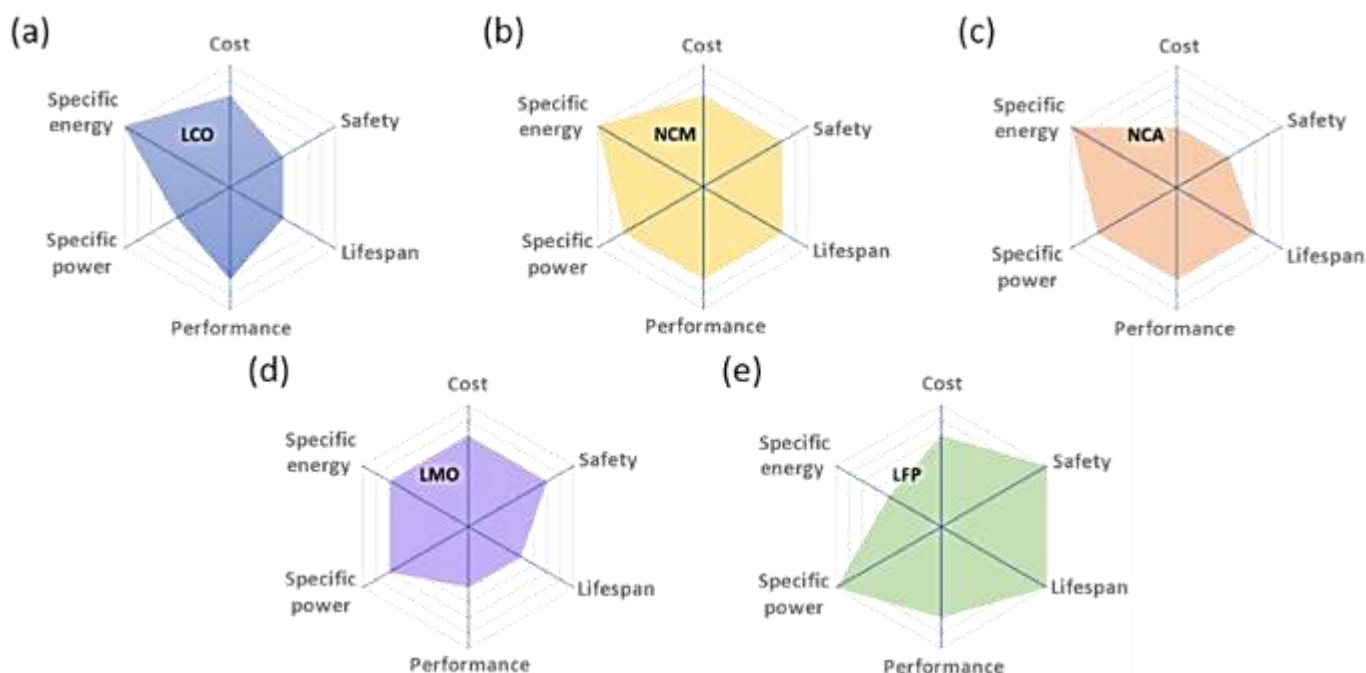 (a)
Cost
Specific
energy
LCO
Safety
Specific
power
Lifespan
Performance
(b)
Cost
Specific
energy
NCM
Safety
Specific
power
Lifespan
Performance
(c)
Cost
Specific
energy
NCA
Safety
Specific
power
Lifespan
Performance
(d)
Cost
Specific
energy
LMO
Safety
Specific
power
Lifespan
Performance
(e)
Cost
Specific
energy
LFP
Safety
Specific
power
Lifespan
Performance